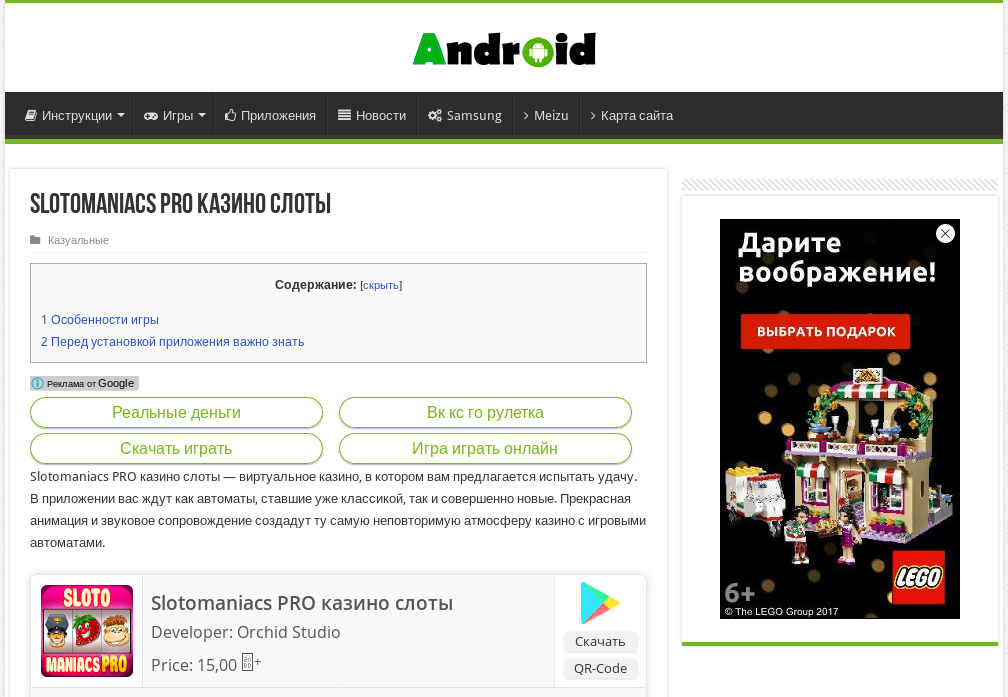 Android
Инструкции
Игры
Приложения
Новости
Samsung
Meizu
Карта сайта
SLOTOMANIACS PRO КАЗИНО СЛОТЫ
Казуальные
Содержание: [скрыть]
1 Особенности игры
2 Перед установкой приложения важно знать
Реклама от Google
Реальные деньги
Вк кс го рулетка
Скачать играть
Игра играть онлайн
Slotomaniacs PRO казино слоты — виртуальное казино, в котором вам предлагается испытать удачу.
В приложении вас ждут как автоматы, ставшие уже классикой, так и совершенно новые. Прекрасная
анимация и звуковое сопровождение создадут ту самую неповторимую атмосферу казино с игровыми
автоматами.
SLOTO
MANIACS PRO
Slotomaniacs PRO казино слоты
Developer: Orchid Studio
Price: 15,00 +
Скачать
QR-Code
Дарите
воображение!
ВЫБРАТЬ ПОДАРОК
6+
LEGO
© The LEGO Group 2017